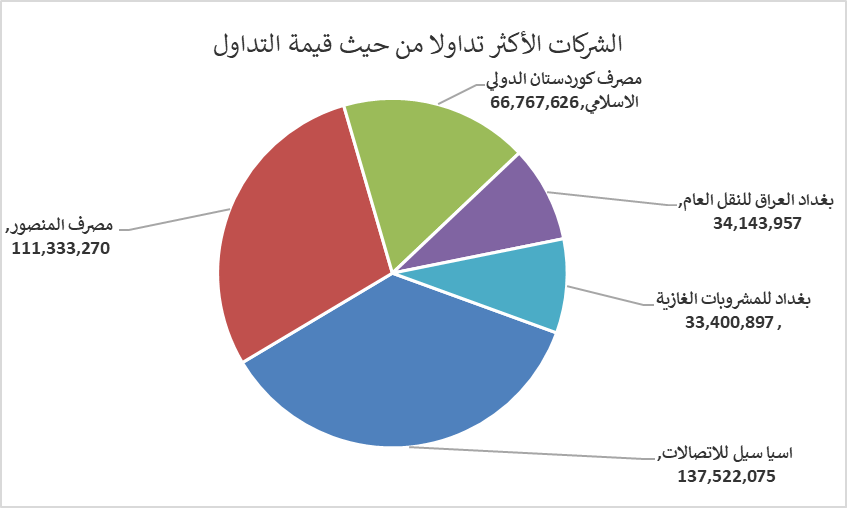 الشركات الأكثر تداولا من حيث قيمة التداول
مصرف كوردستان الدولي
الاسلامي, 66,767,626
بغداد العراق للنقل العام,
34,143,957
بغداد للمشروبات الغازية
, 33,400,897
اسيا سيل للاتصالات,
137,522,075
مصرف المنصور,
111,333,270